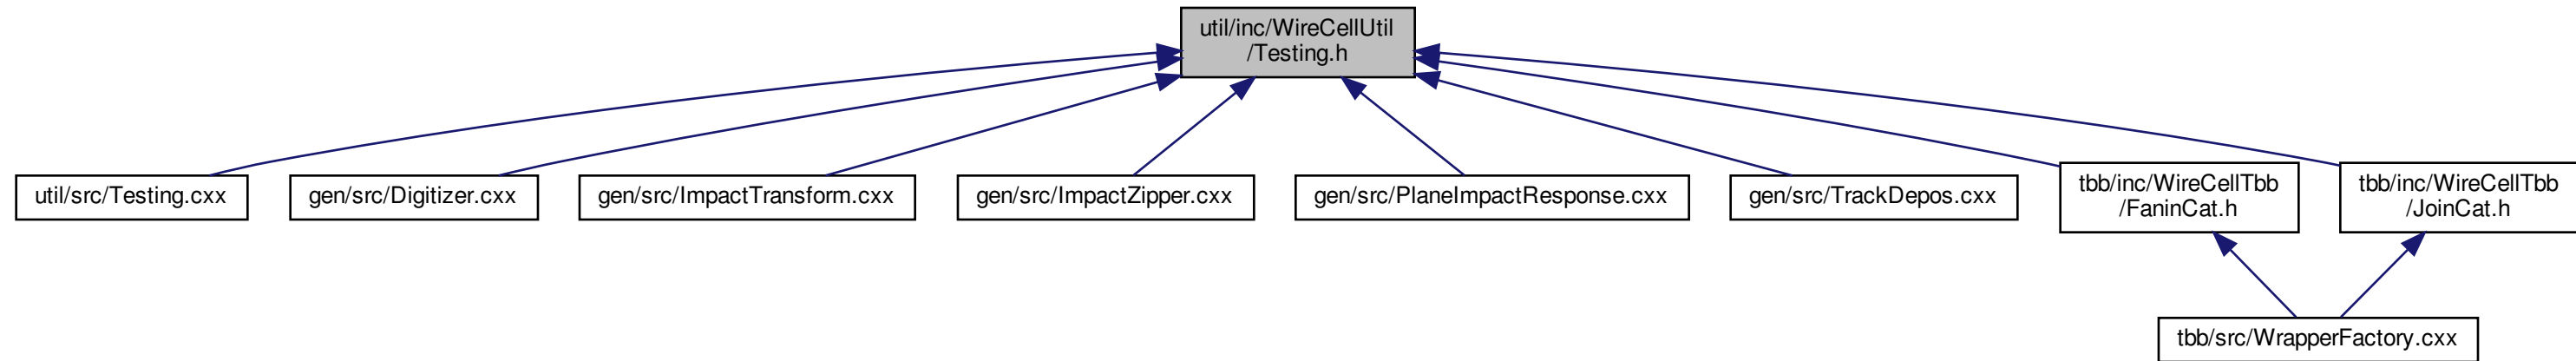 util/inc/WireCellUtil
/Testing.h
util/src/Testing.cxx
gen/src/Digitizer.cxx
gen/src/ImpactTransform.cxx
gen/src/ImpactZipper.cxx
gen/src/PlaneImpactResponse.cxx
gen/src/TrackDepos.cxx
tbb/inc/WireCellTbb
/FaninCat.h
tbb/inc/WireCellTbb
/JoinCat.h
tbb/src/WrapperFactory.cxx